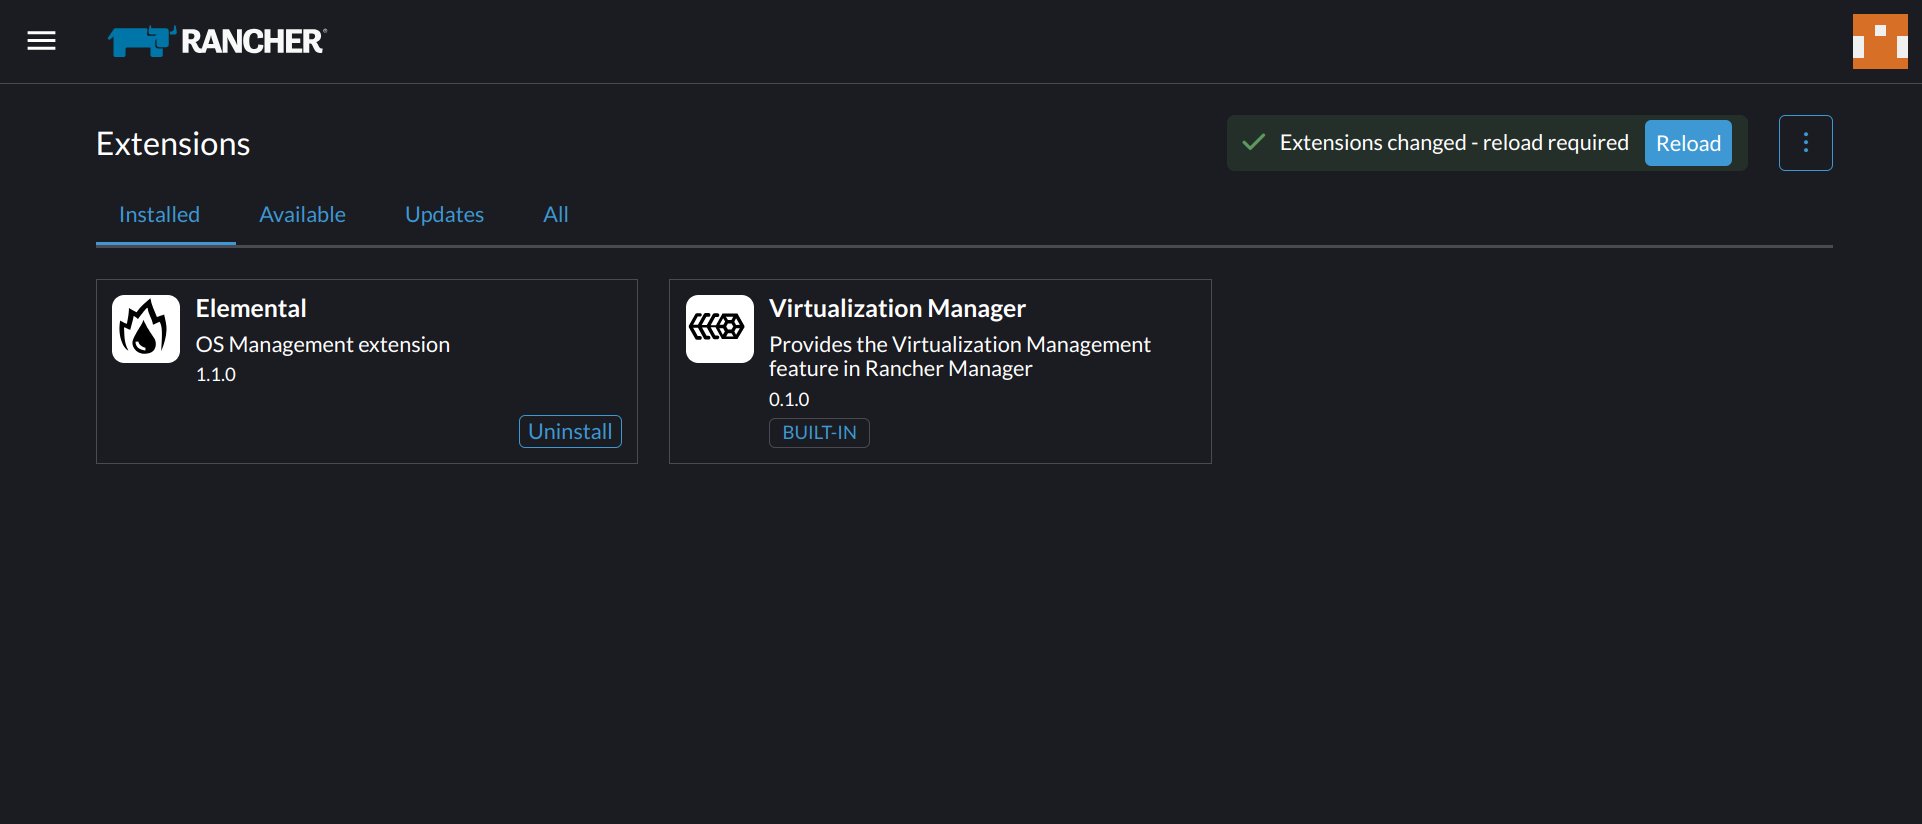 RANCHER®
Extensions
Extensions changed - reload required
Reload
Installed
Available
Updates
All
Elemental
OS Management extension
1.1.0
Uninstall
Virtualization Manager
Provides the Virtualization Management
feature in Rancher Manager
0.1.0
BUILT-IN